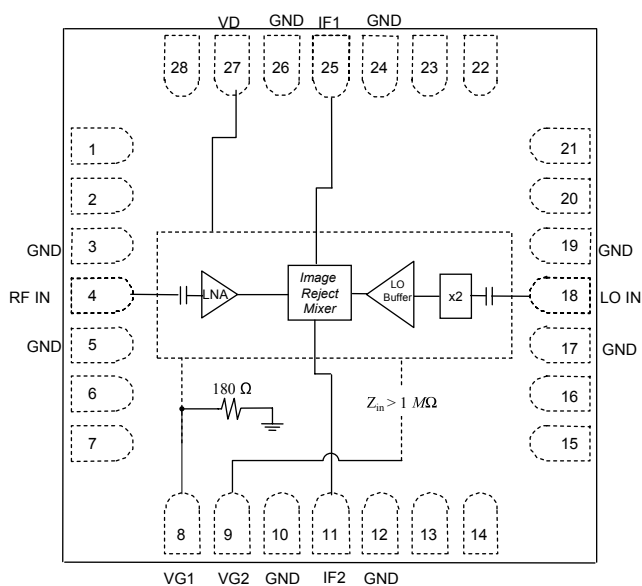 VD GND IF1 GND
28 27 26 25 24 23 22
1 21
2 20
GND 3 19 GND
RF IN 4 LNA Image Reject Mixer LO Buffer x2 18 LO IN
GND 5 17 GND
6 180 Ω Zin > 1 MΩ 16
7 15
8 9 10 11 12 13 14
VG1 VG2 GND IF2 GND